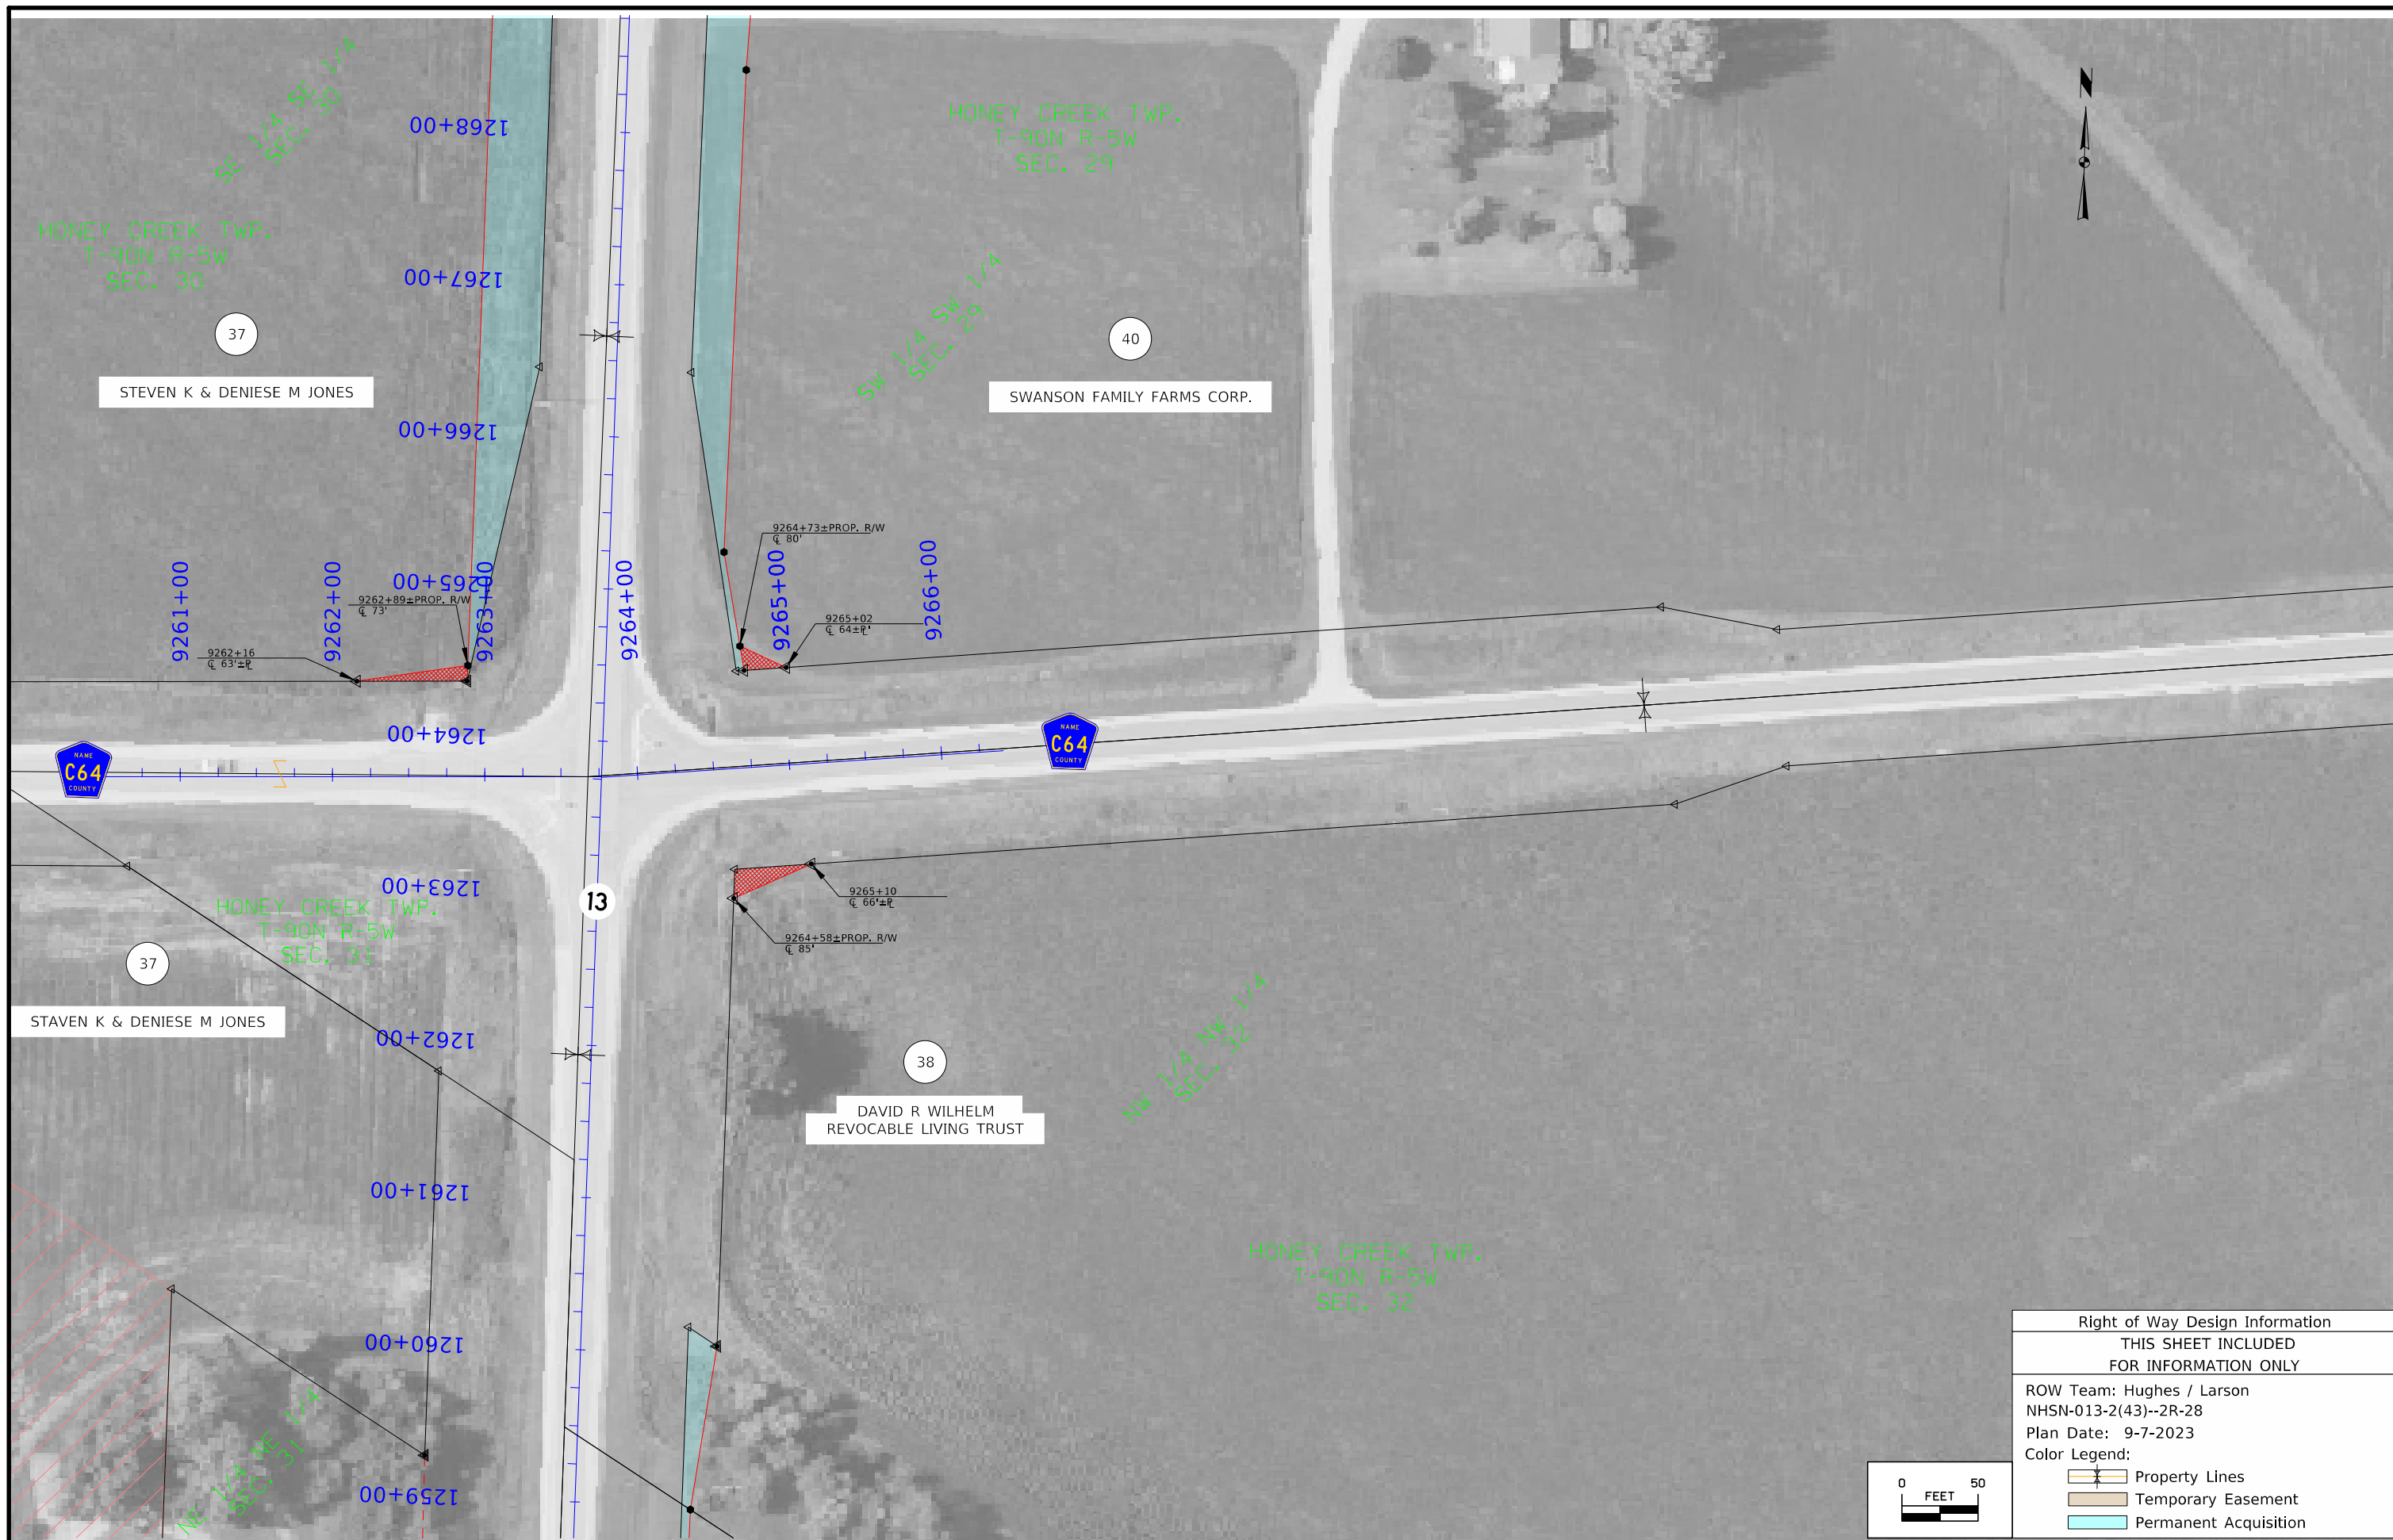 SE 1/4 SE 1/4
SEC. 30
1268+00
HONEY CREEK TWP.
T-90N R-5W
SEC. 29
N
HONEY CREEK TWP.
T-90N R-5W
SEC. 30
1267+00
37
STEVEN K & DENIESE M JONES
SW 1/4 SW 1/4
SEC. 29
40
SWANSON FAMILY FARMS CORP.
1266+00
9261+00
9262+00
1265+00
9263+00
9264+00
9265+00
9266+00
9264+73±PROP. R/W
℄ 80'
9262+89±PROP. R/W
℄ 73'
9265+02
℄ 64±℄'
9262+16
℄ 63'±℄
1264+00
NAME
C64
COUNTY
NAME
C64
COUNTY
1263+00
13
HONEY CREEK TWP.
T-90N R-5W
SEC. 31
9265+10
℄ 66'±℄
9264+58±PROP. R/W
℄ 85'
37
STAVEN K & DENIESE M JONES
1262+00
38
DAVID R WILHELM
REVOCABLE LIVING TRUST
NW 1/4 NW 1/4
SEC. 32
1261+00
HONEY CREEK TWP.
T-90N R-5W
SEC. 32
1260+00
NE 1/4 NE 1/4
SEC. 31
1259+00
Right of Way Design Information
THIS SHEET INCLUDED
FOR INFORMATION ONLY
ROW Team: Hughes / Larson
NHSN-013-2(43)--2R-28
Plan Date: 9-7-2023
Color Legend:
Property Lines
Temporary Easement
Permanent Acquisition
0 50
FEET